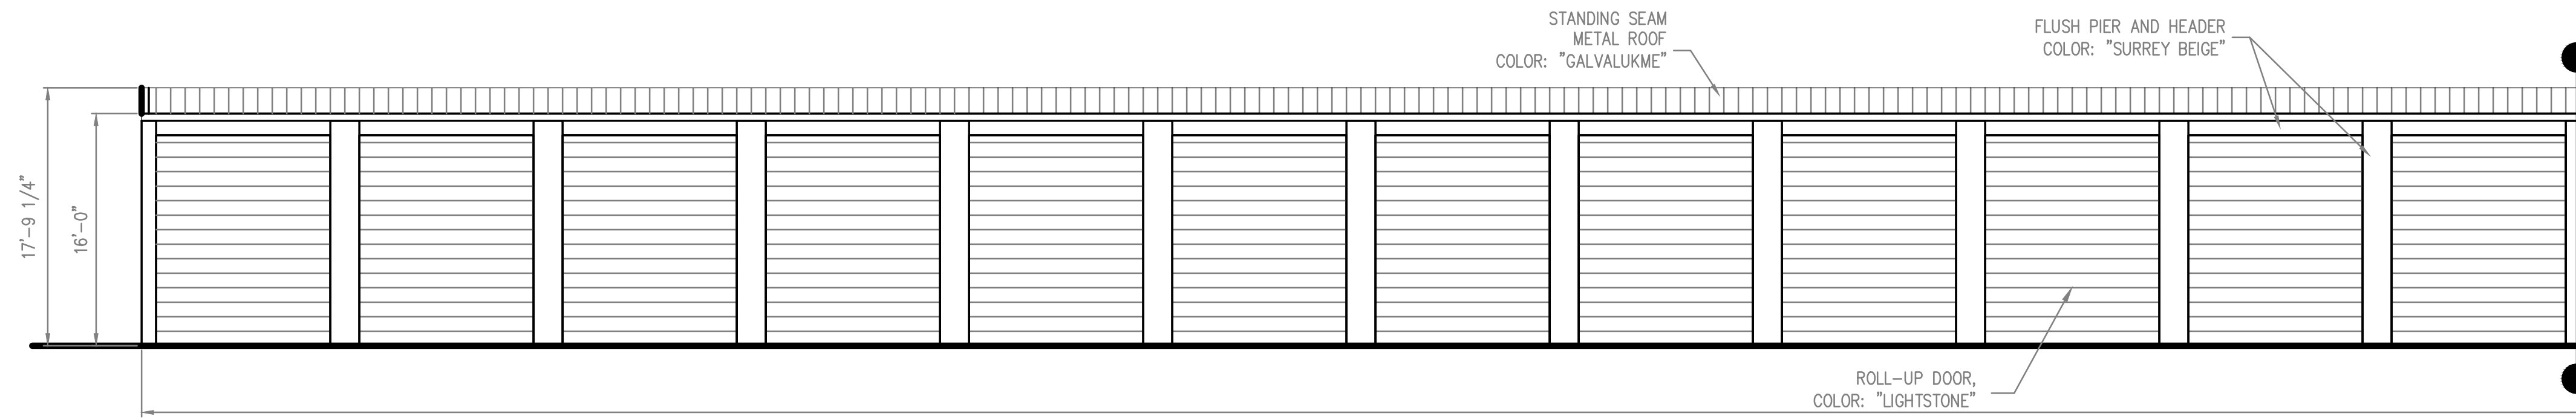 STANDING SEAM
METAL ROOF
COLOR: "GALVALUKME"
FLUSH PIER AND HEADER
COLOR: "SURREY BEIGE"
17'-9 1/4"
16'-0"
ROLL-UP DOOR,
COLOR: "LIGHTSTONE"